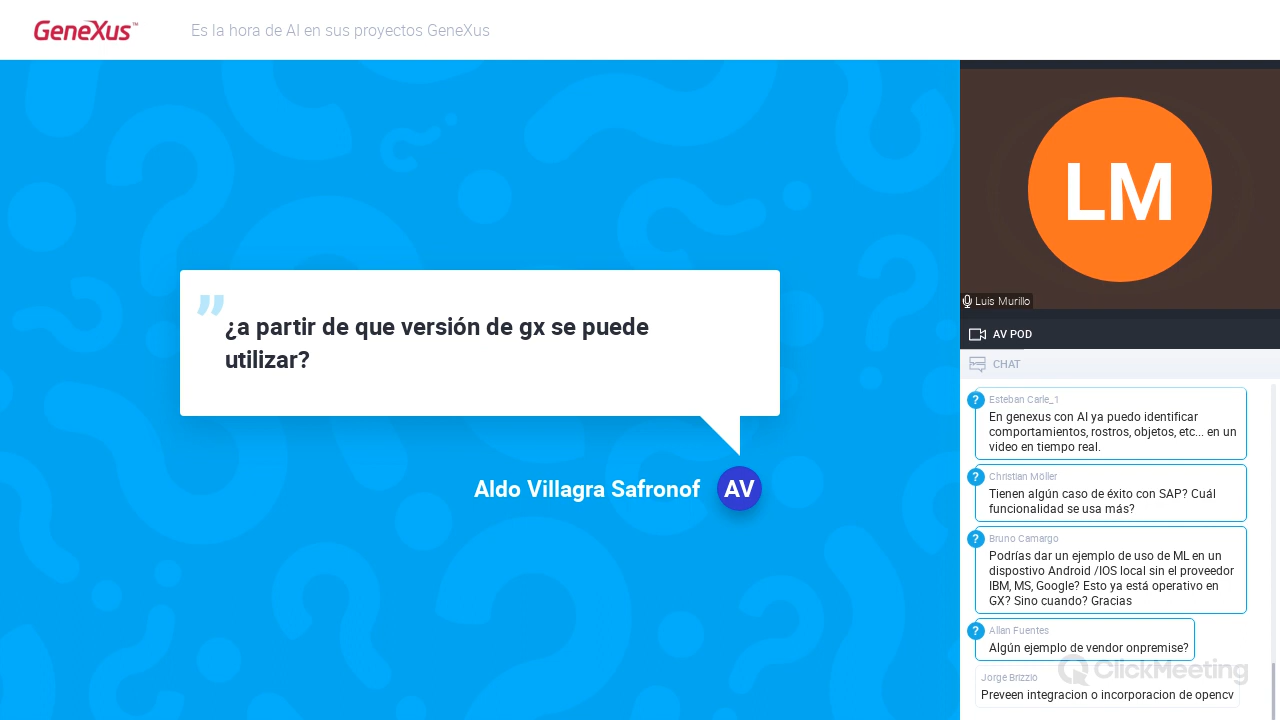 GeneXus™
Es la hora de AI en sus proyectos GeneXus
”
¿a partir de que versión de gx se puede
utilizar?
Aldo Villagra Safronof
AV
LM
Luis Murillo
AV POD
CHAT
?
Esteban Carle_1
En genexus con AI ya puedo identificar
comportamientos, rostros, objetos, etc... en un
video en tiempo real.
?
Christian Möller
Tienen algún caso de éxito con SAP? Cuál
funcionalidad se usa más?
?
Bruno Camargo
Podrías dar un ejemplo de uso de ML en un
dispostivo Android /IOS local sin el proveedor
IBM, MS, Google? Esto ya está operativo en
GX? Sino cuando? Gracias
?
Allan Fuentes
Algún ejemplo de vendor onpremise?
ClickMeeting
Jorge Brizzio
Preveen integracion o incorporacion de opencv